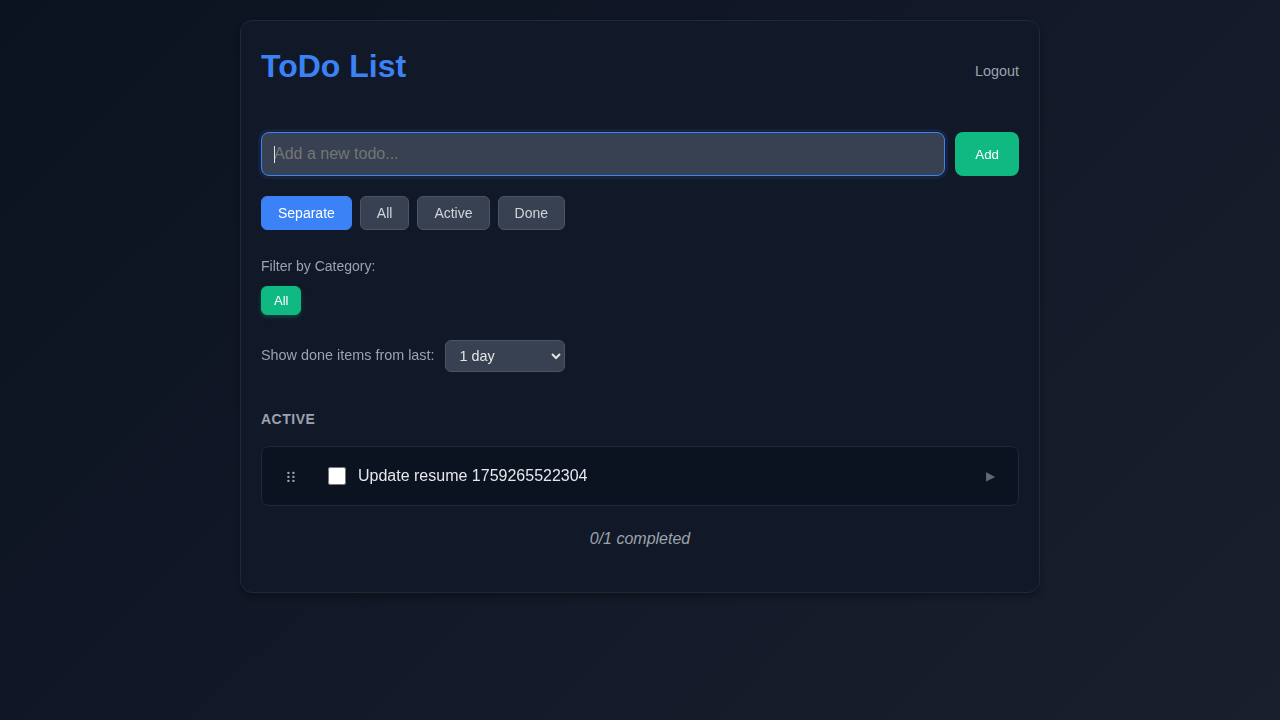 ToDo List
Logout
Add a new todo...
Add
Separate
All
Active
Done
Filter by Category:
All
Show done items from last:
1 day
ACTIVE
Update resume 1759265522304
0/1 completed